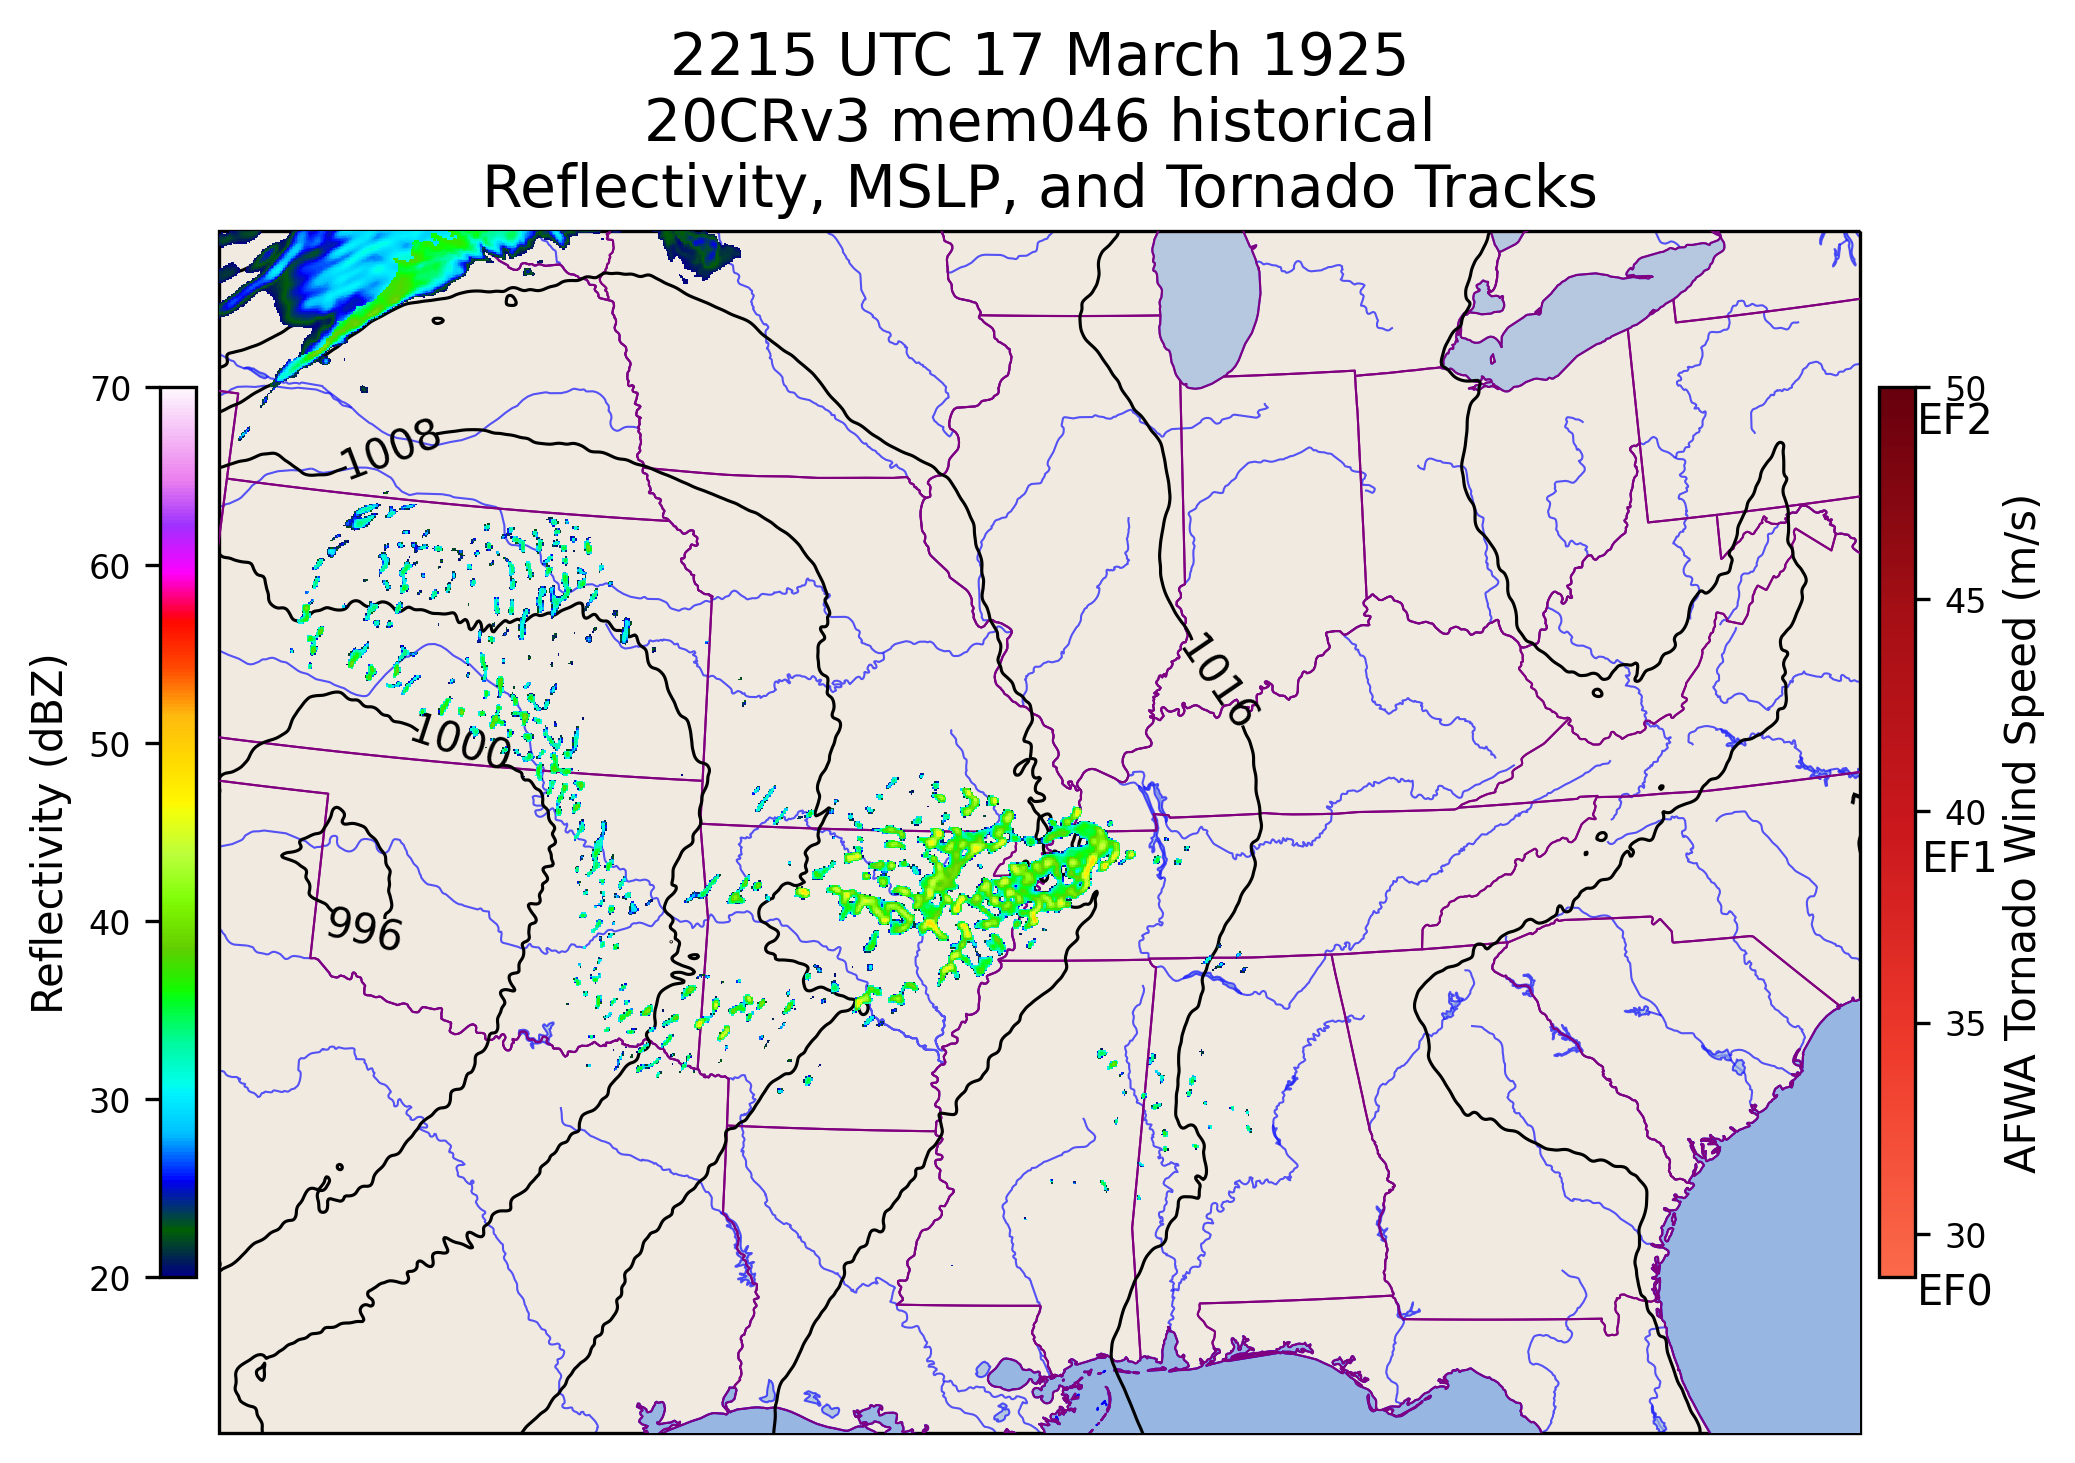 2215 UTC 17 March 1925
20CRv3 mem046 historical
Reflectivity, MSLP, and Tornado Tracks
Reflectivity (dBZ)
70
60
50
40
30
20
1008
1000
996
1016
50
EF2
45
40
EF1
35
30
EF0
AFWA Tornado Wind Speed (m/s)